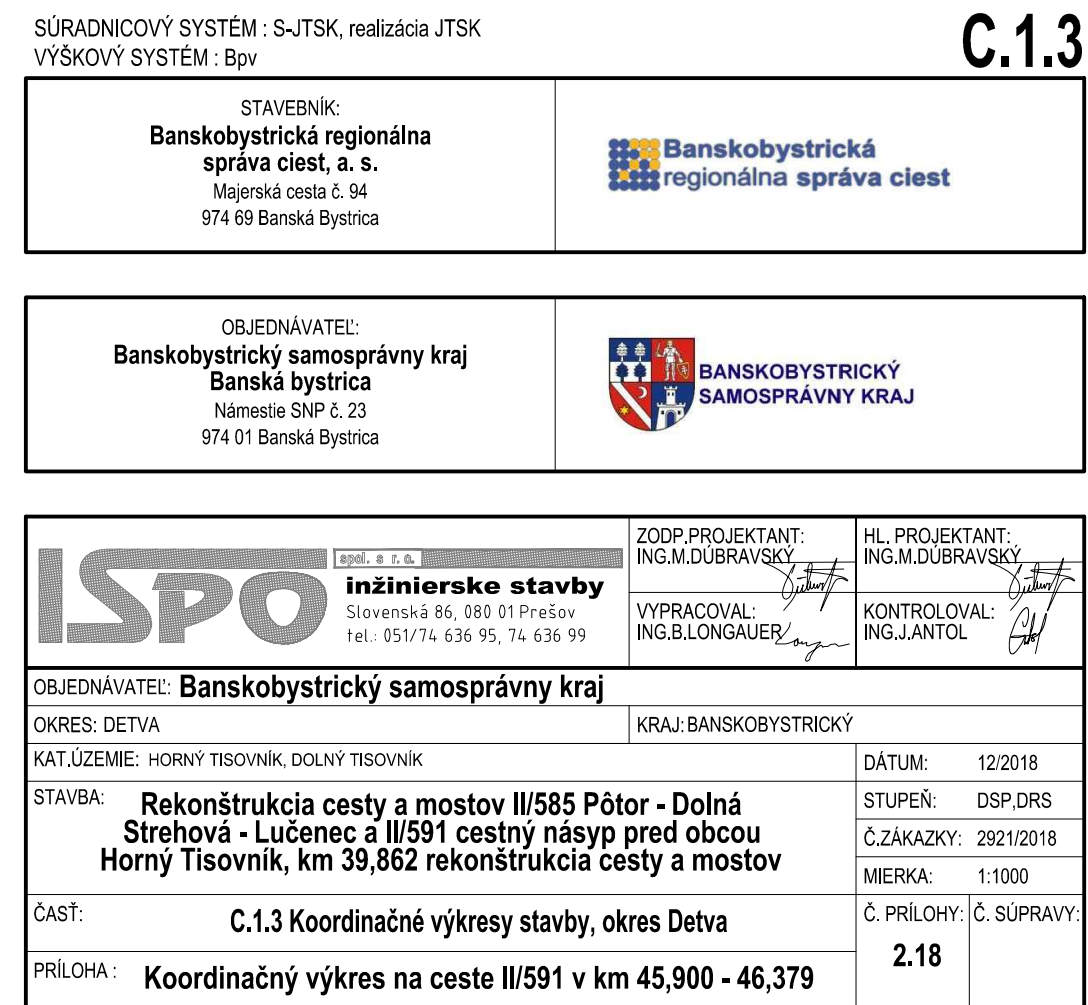 SÚRADNICOVÝ SYSTÉM : S-JTSK, realizácia JTSK
VÝŠKOVÝ SYSTÉM : Bpv
C.1.3
STAVEBNÍK:
Banskobystrická regionálna
správa ciest, a. s.
Majerská cesta č. 94
974 69 Banská Bystrica
Banskobystrická
regionálna správa ciest
OBJEDNÁVATEĽ:
Banskobystrický samosprávny kraj
Banská bystrica
Námestie SNP č. 23
974 01 Banská Bystrica
BANSKOBYSTRICKÝ
SAMOSPRÁVNY KRAJ
ISPO
spol. s r. o.
inžinierske stavby
Slovenská 86, 080 01 Prešov
tel.: 051/74 636 95, 74 636 99
ZODP.PROJEKTANT:
ING.M.DÚBRAVSKÝ
HL. PROJEKTANT:
ING.M.DÚBRAVSKÝ
VYPRACOVAL:
ING.B.LONGAUER
KONTROLOVAL:
ING.J.ANTOL
OBJEDNÁVATEĽ: Banskobystrický samosprávny kraj
OKRES: DETVA
KRAJ: BANSKOBYSTRICKÝ
KAT.ÚZEMIE: HORNÝ TISOVNÍK, DOLNÝ TISOVNÍK
DÁTUM: 12/2018
STAVBA: Rekonštrukcia cesty a mostov II/585 Pôtor - Dolná
Strehová - Lučenec a II/591 cestný násyp pred obcou
Horný Tisovník, km 39,862 rekonštrukcia cesty a mostov
STUPEŇ: DSP,DRS
Č.ZÁKAZKY: 2921/2018
MIERKA: 1:1000
ČASŤ: C.1.3 Koordinačné výkresy stavby, okres Detva
Č. PRÍLOHY: Č. SÚPRAVY:
2.18
PRÍLOHA : Koordinačný výkres na ceste II/591 v km 45,900 - 46,379